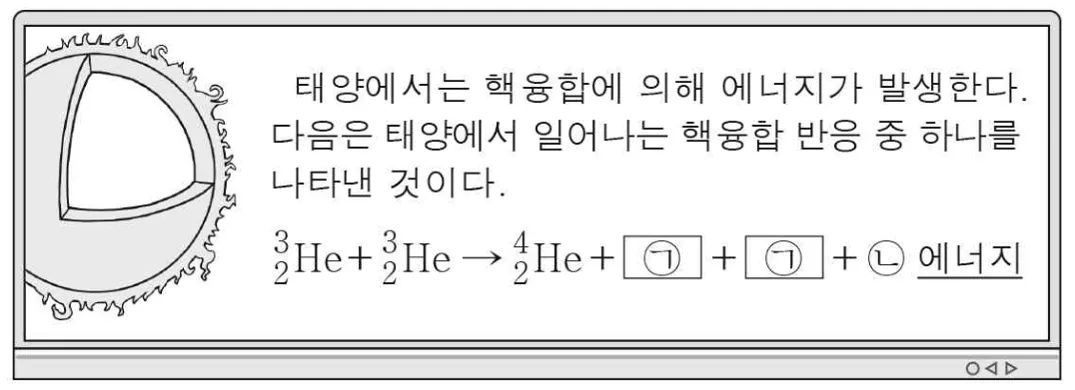 태양에서는 핵융합에 의해 에너지가 발생한다.
다음은 태양에서 일어나는 핵융합 반응 중 하나를
나타낸 것이다.
³₂He + ³₂He → ⁴₂He + ㉠ + ㉠ + ㉡ 에너지